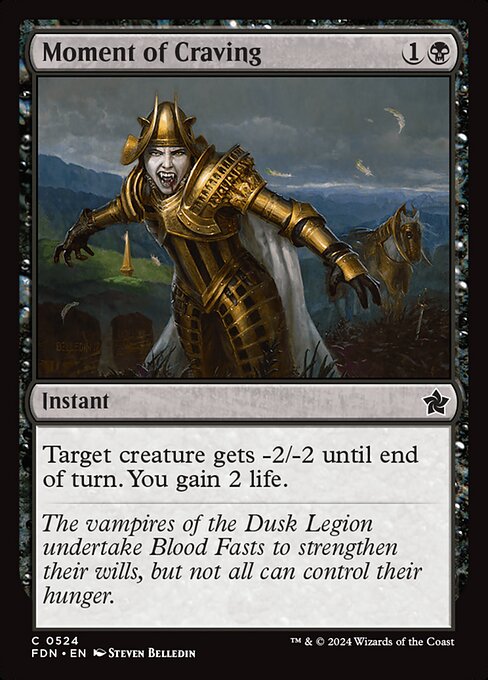 Moment of Craving 1
Instant
Target creature gets -2/-2 until end
of turn. You gain 2 life.
The vampires of the Dusk Legion
undertake Blood Fasts to strengthen
their wills, but not all can control their
hunger.
C 0524
FDN • EN Steven Belledin
™ & © 2024 Wizards of the Coast